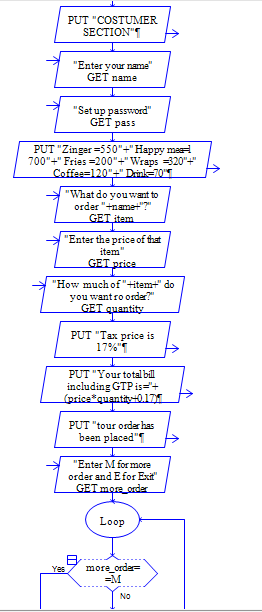 PUT "COSTUMER
SECTION"¶
"Enter your name"
GET name
"Set up password"
GET pass
PUT "Zinger =550"+" Happy meal=
700"+" Fries =200"+" Wraps =320"+"
Coffee=120"+" Drink=70"¶
"What do you want to
order "+name+"?"
GET item
"Enter the price of that
item"
GET price
"How much of "+item+" do
you want ro order?"
GET quantity
PUT "Tax price is
17%"¶
PUT "Your total bill
including GTP is="+
(price*quantity+0.17)¶
PUT "tour order has
been placed"¶
"Enter M for more
order and E for Exit"
GET more_order
Loop
Yes
more_order=
=M
No